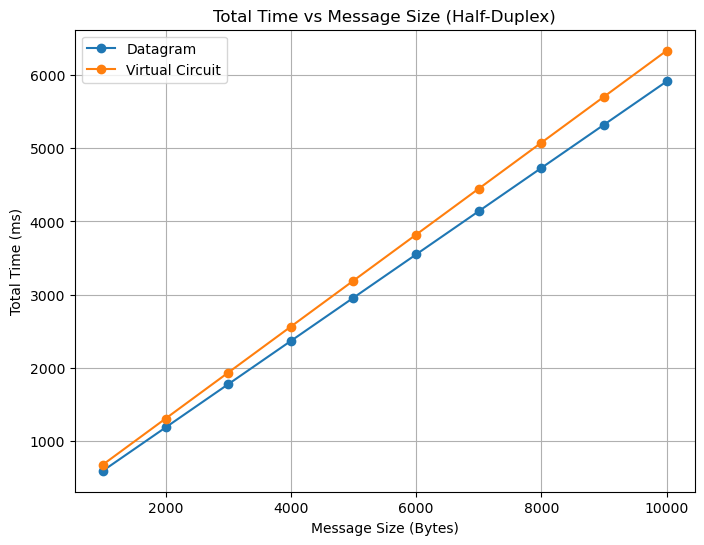 Total Time vs Message Size (Half-Duplex)
Datagram
Virtual Circuit
Total Time (ms)
6000
5000
4000
3000
2000
1000
2000 4000 6000 8000 10000
Message Size (Bytes)